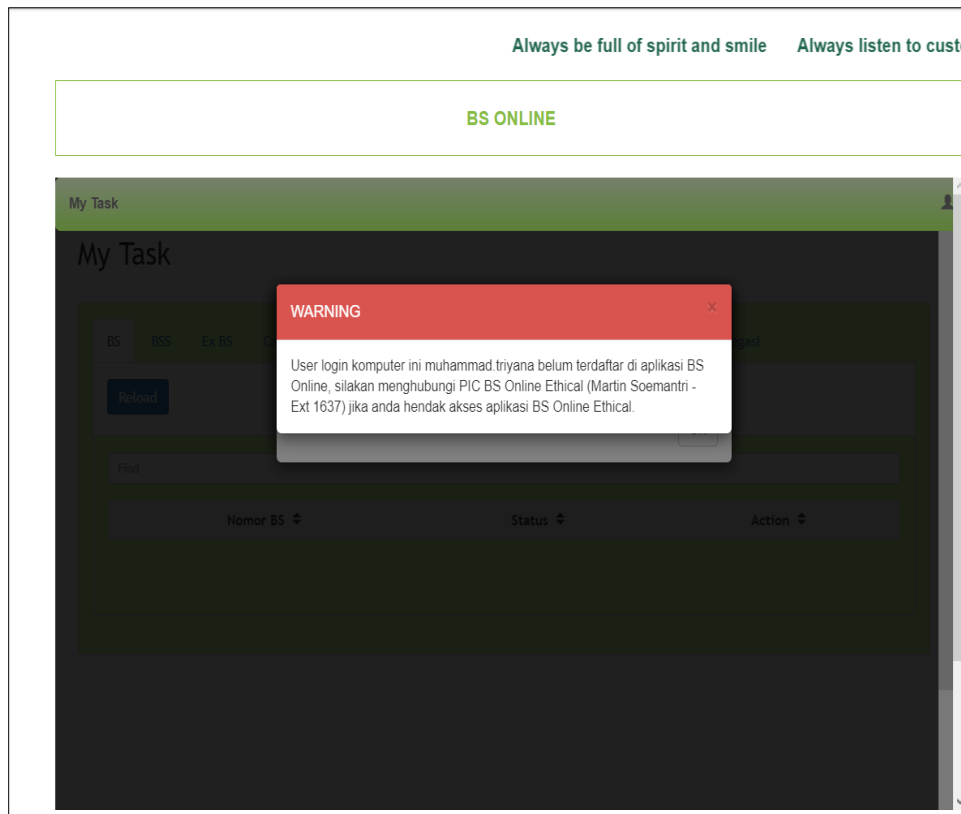 Always be full of spirit and smile Always listen to cust
BS ONLINE
My Task
My Task
WARNING ×
BS BSS Ex BS
User login komputer ini muhammad.triyana belum terdaftar di aplikasi BS
Online, silakan menghubungi PIC BS Online Ethical (Martin Soemantri -
Ext 1637) jika anda hendak akses aplikasi BS Online Ethical.
Reload
Find
Nomor BS Status Action